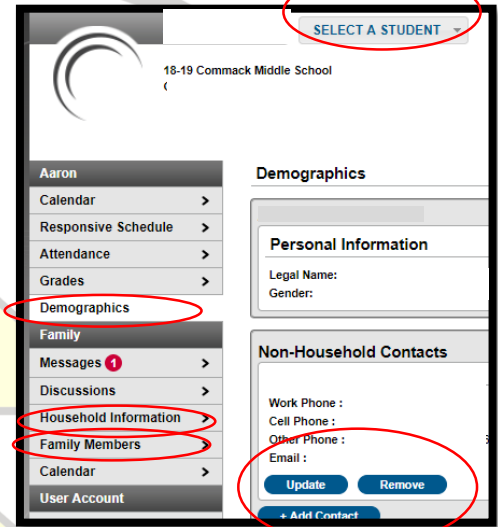 SELECT A STUDENT
18-19 Commack Middle School
(
Aaron
Calendar
Responsive Schedule
Attendance
Grades
Demographics
Family
Messages 1
Discussions
Household Information
Family Members
Calendar
User Account
Demographics
Personal Information
Legal Name:
Gender:
Non-Household Contacts
Work Phone :
Cell Phone :
Other Phone :
Email :
Update Remove
+ Add Contact